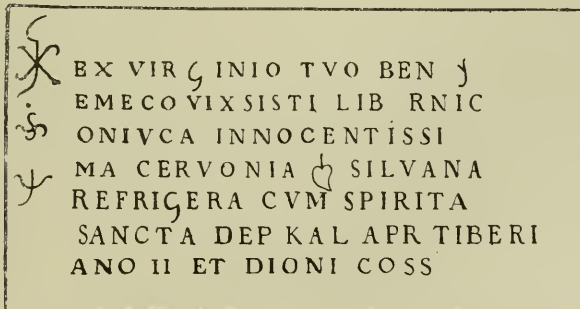 EX VIRGINIO TVO BEN
EMECO VIXSISTI LIB RNIC
ONIVCA INNOCENTISSI
MA CERVONIA SILVANA
REFRIGERA CVM SPIRITA
SANCTA DEP KAL APR TIBERI
ANO II ET DIONI COSS